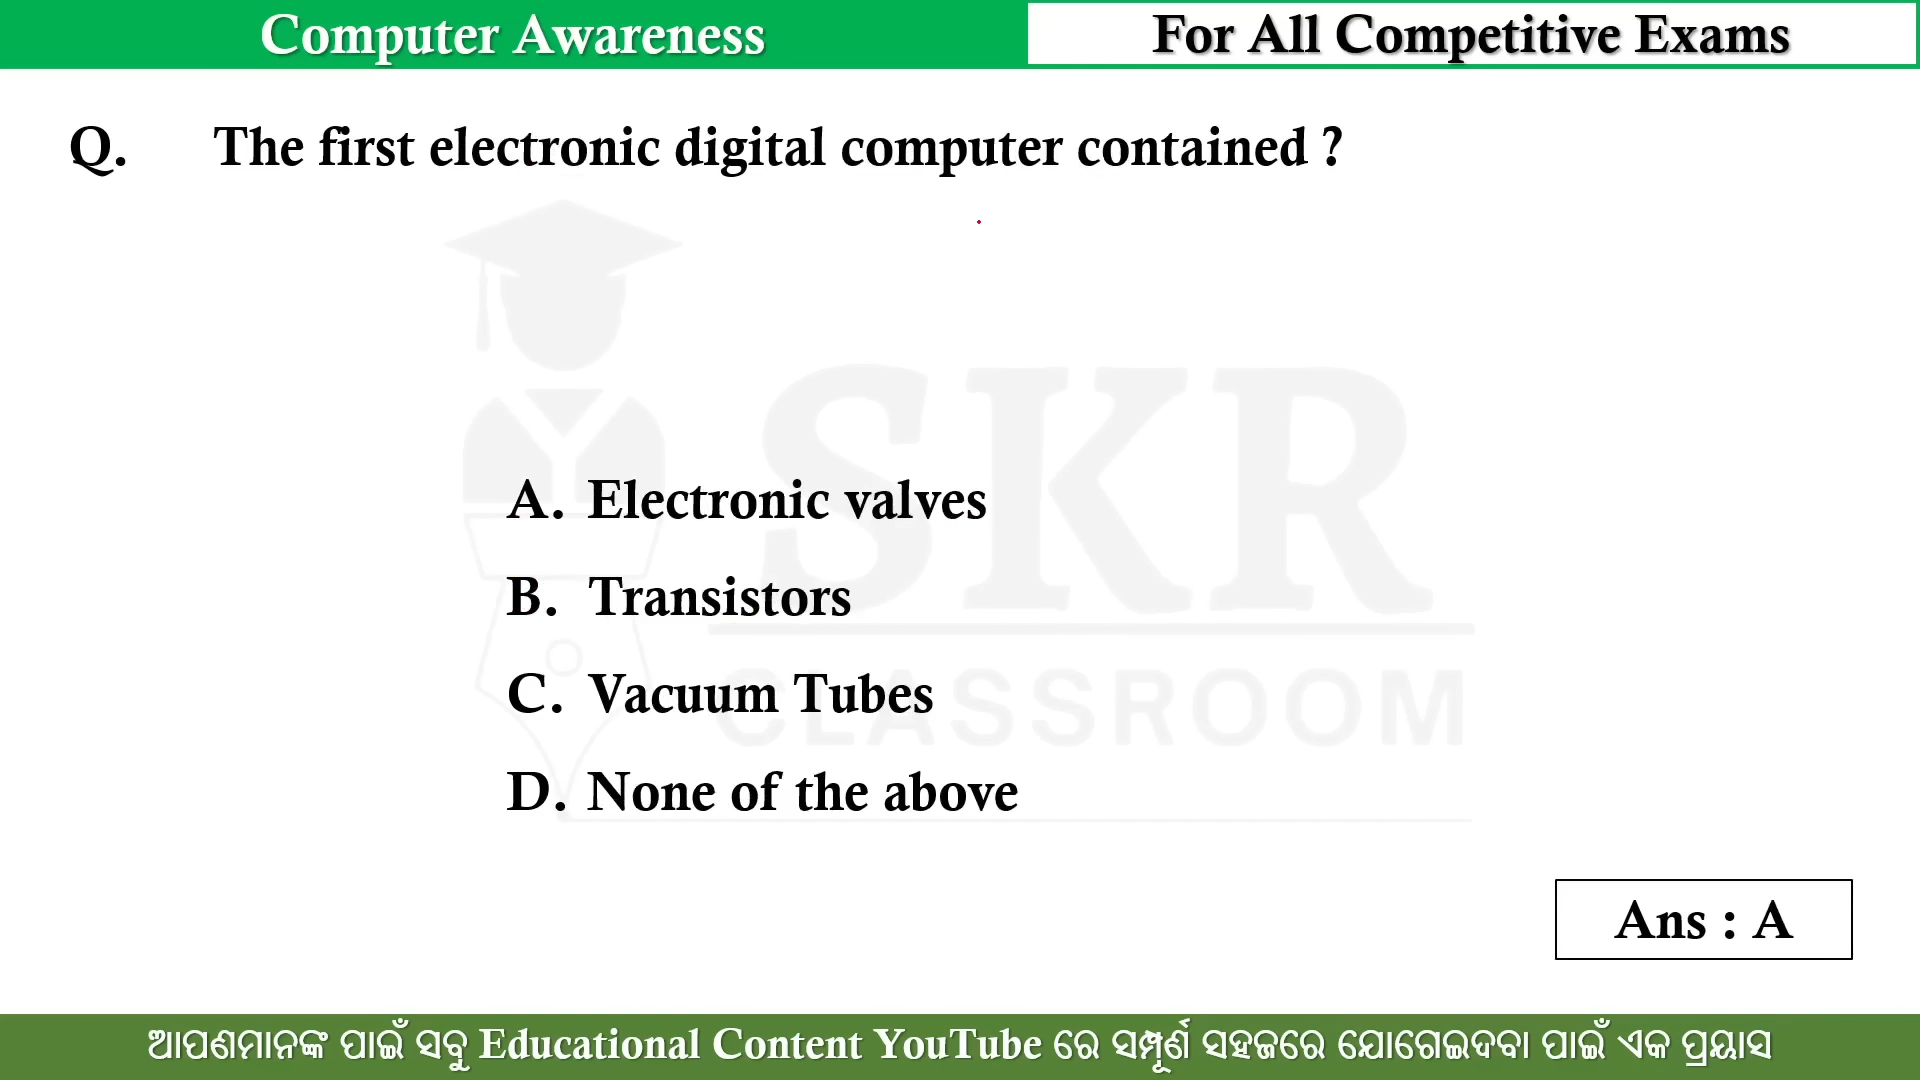 Computer Awareness
For All Competitive Exams
Q. The first electronic digital computer contained ?
SKR
CLASSROOM
A. Electronic valves
B. Transistors
C. Vacuum Tubes
D. None of the above
Ans : A
ଆପଣମାନଙ୍କ ପାଇଁ ସବୁ Educational Content YouTube ରେ ସମ୍ପୂର୍ଣ ସହଜରେ ଯୋଗେଇଦବା ପାଇଁ ଏକ ପ୍ରୟାସ